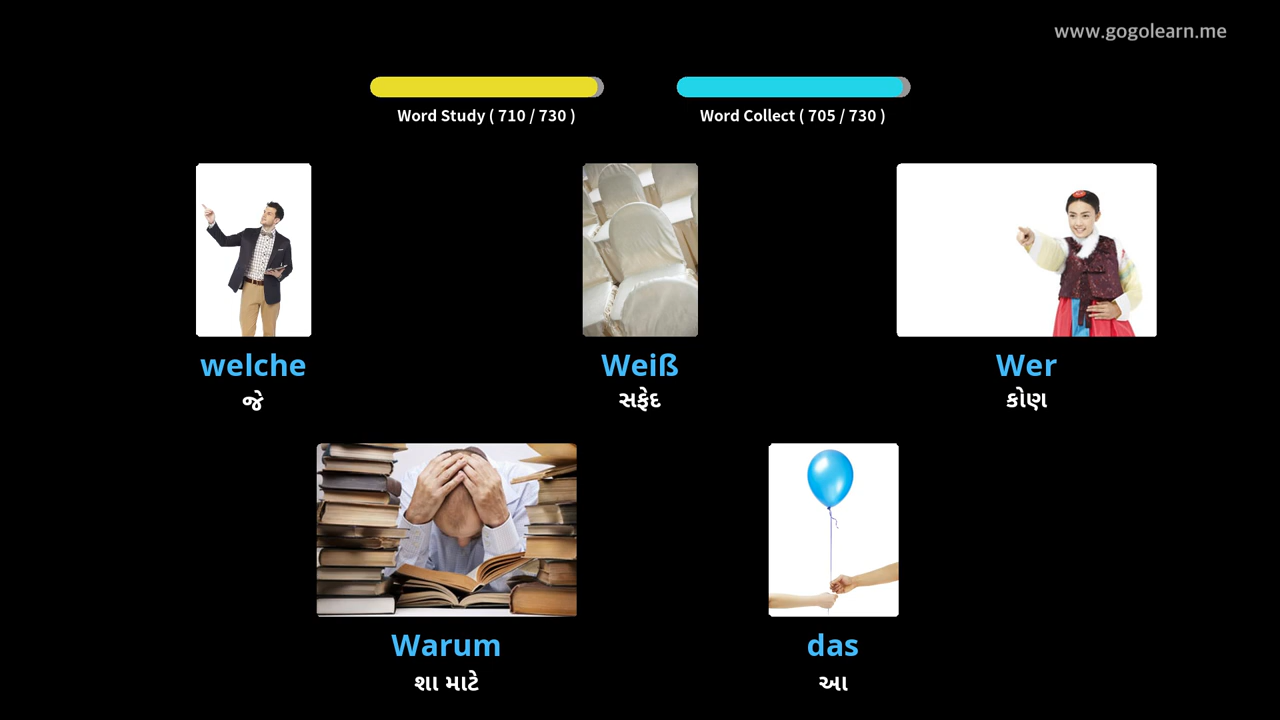 www.gogolearn.me
Word Study ( 710 / 730 )
Word Collect ( 705 / 730 )
welche
જે
Weiß
સફેદ
Wer
કોણ
Warum
શા માટે
das
આ